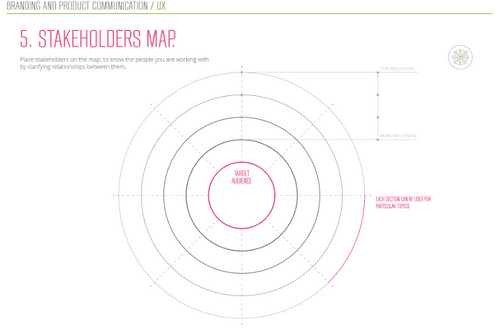 BRANDING AND PRODUCT COMMUNICATION / UX
5. STAKEHOLDERS MAP.
Place stakeholders on the map, to know the people you are working with
by clarifying relationships between them.
LESS INFLUENTIAL
MORE INFLUENTIAL
TARGET
AUDIENCE
EACH SECTION CAN BE USED FOR
PARTICULAR TOPICS.